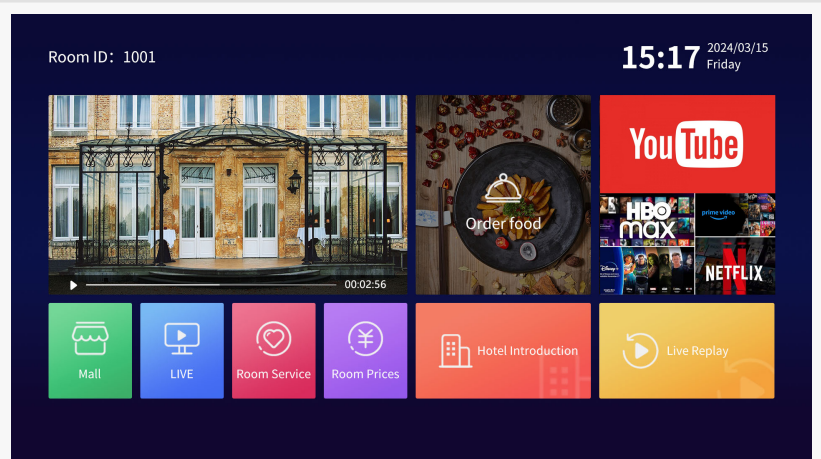 Room ID：1001
15:17
2024/03/15
Friday
YouTube
Order food
HBO
max
prime video
Disney+
NETFLIX
00:02:56
Mall
LIVE
Room Service
Room Prices
Hotel Introduction
Live Replay